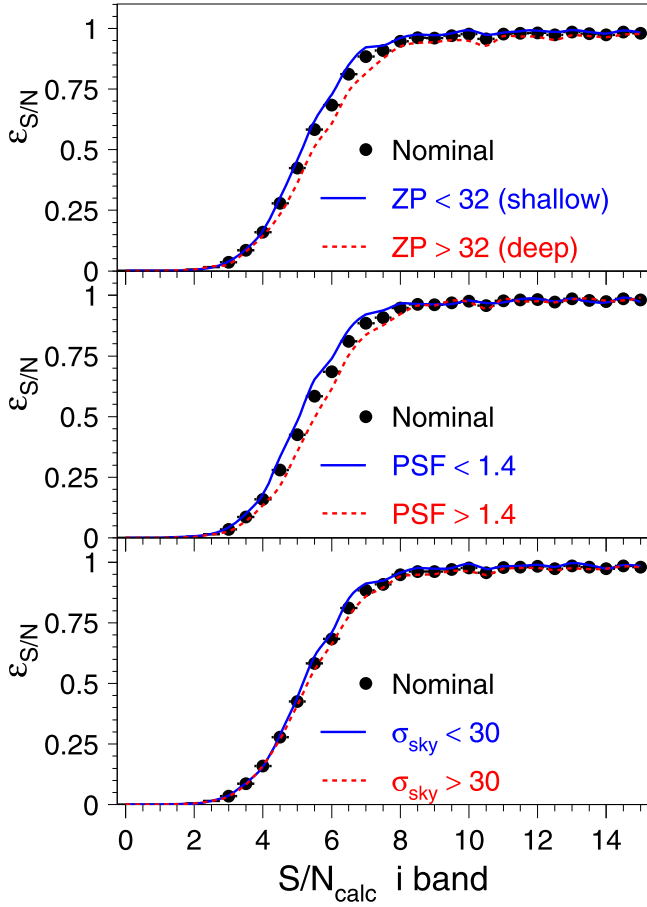 1
0.75
0.5
0.25
0
ε_S/N
Nominal
ZP < 32 (shallow)
ZP > 32 (deep)
1
0.75
0.5
0.25
0
ε_S/N
Nominal
PSF < 1.4
PSF > 1.4
1
0.75
0.5
0.25
0
ε_S/N
Nominal
σ_sky < 30
σ_sky > 30
0 2 4 6 8 10 12 14
S/N_calc i band